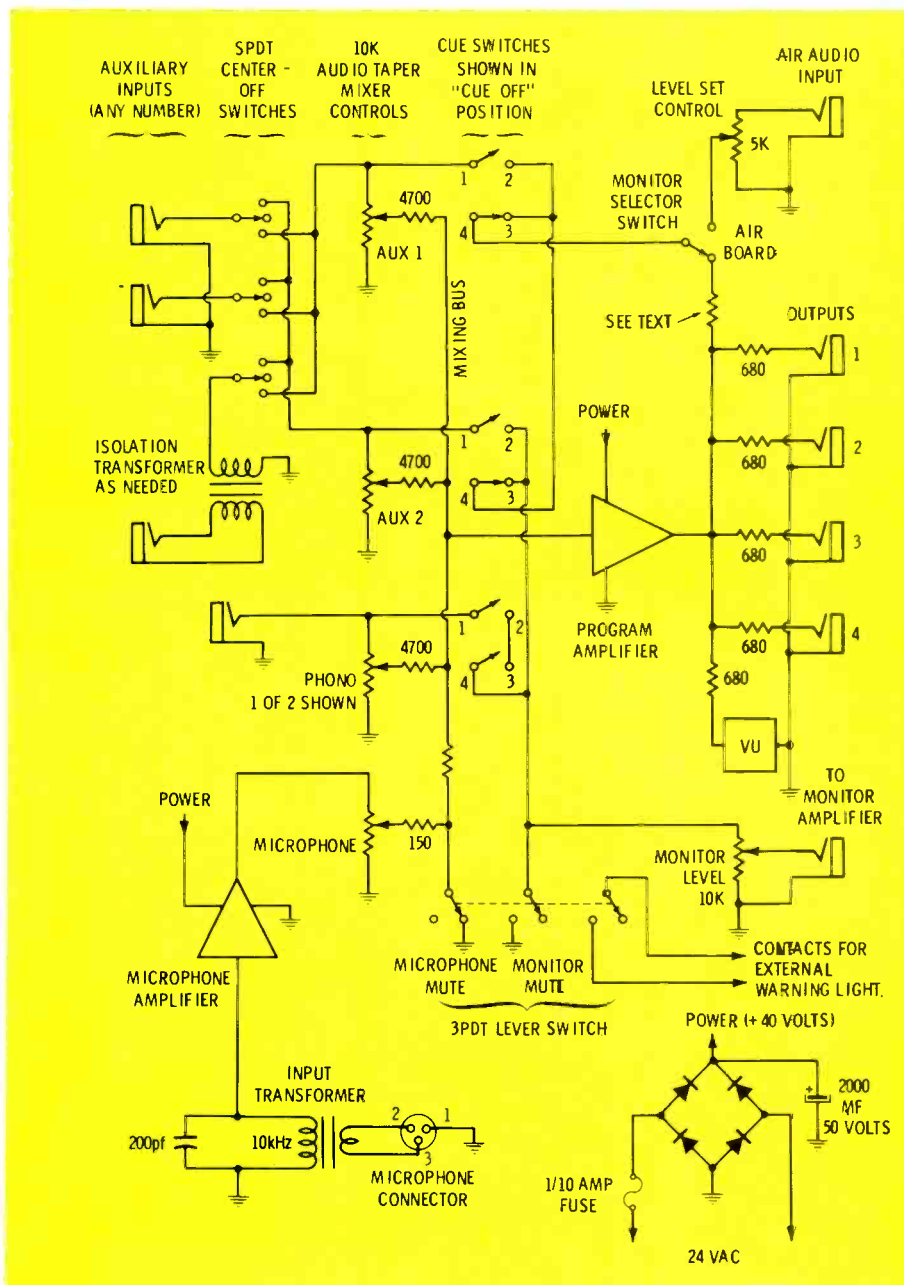 AUXILIARY
INPUTS
(ANY NUMBER)
SPDT
CENTER -
OFF
SWITCHES
10K
AUDIO TAPER
MIXER
CONTROLS
CUE SWITCHES
SHOWN IN
"CUE OFF"
POSITION
AIR AUDIO
INPUT
LEVEL SET
CONTROL
5K
MONITOR
SELECTOR
SWITCH
AIR
BOARD
1
2
4
3
4700
AUX 1
MIXING BUS
SEE TEXT
OUTPUTS
680
1
680
2
680
3
680
4
680
VU
POWER
PROGRAM
AMPLIFIER
ISOLATION
TRANSFORMER
AS NEEDED
1
2
4
3
4700
AUX 2
1
2
4
3
4700
PHONO
1 OF 2 SHOWN
POWER
MICROPHONE
150
MICROPHONE
AMPLIFIER
TO
MONITOR
AMPLIFIER
MONITOR
LEVEL
10K
MICROPHONE
MUTE
MONITOR
MUTE
3PDT LEVER SWITCH
CONTACTS FOR
EXTERNAL
WARNING LIGHT.
INPUT
TRANSFORMER
200pf
10kHz
2
1
3
MICROPHONE
CONNECTOR
POWER (+ 40 VOLTS)
+
2000
MF
50 VOLTS
1/10 AMP
FUSE
24 VAC